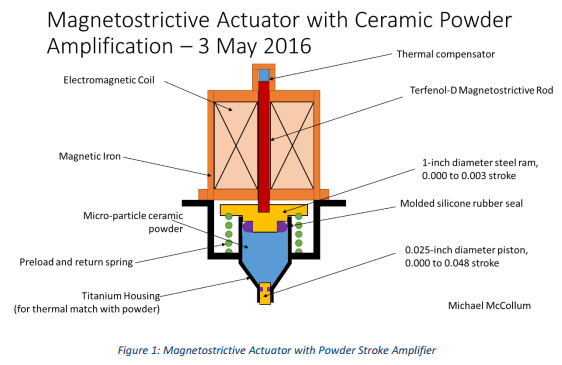 Magnetostrictive Actuator with Ceramic Powder
Amplification – 3 May 2016
Thermal compensator
Electromagnetic Coil
Terfenol-D Magnetostrictive Rod
Magnetic Iron
1-inch diameter steel ram,
0.000 to 0.003 stroke
Molded silicone rubber seal
Micro-particle ceramic
powder
0.025-inch diameter piston,
0.000 to 0.048 stroke
Preload and return spring
Titanium Housing
(for thermal match with powder)
Michael McCollum
Figure 1: Magnetostrictive Actuator with Powder Stroke Amplifier